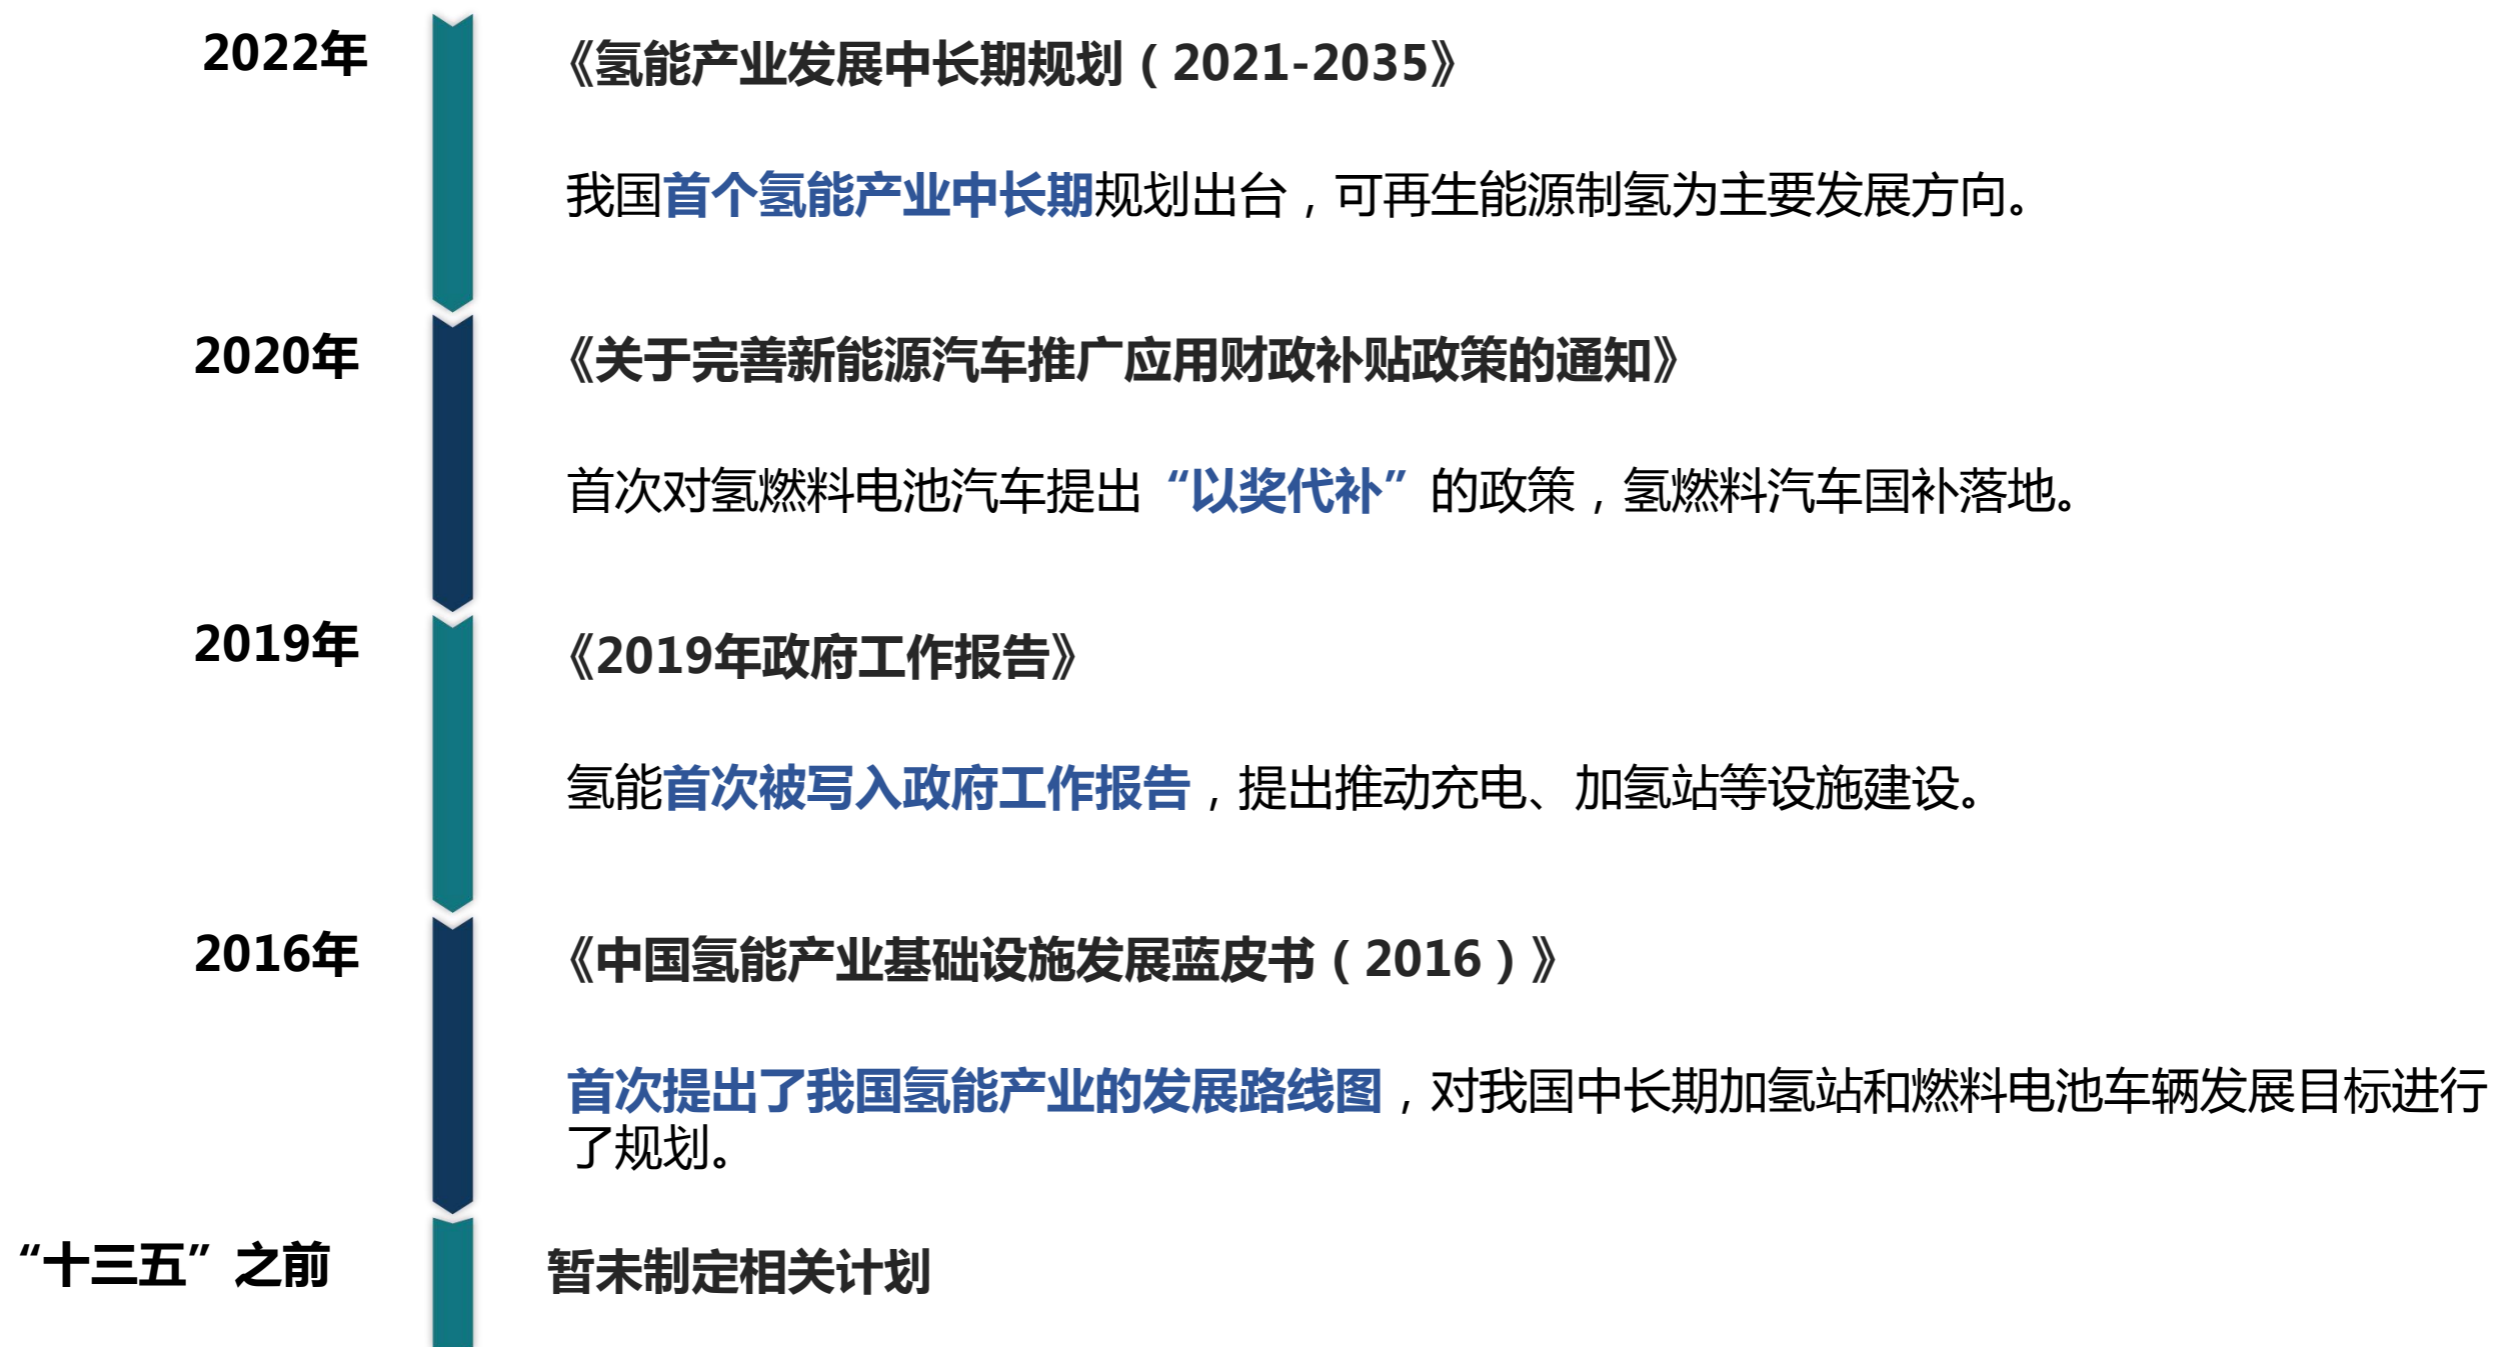 2022年
《氢能产业发展中长期规划（2021-2035》
我国首个氢能产业中长期规划出台，可再生能源制氢为主要发展方向。
2020年
《关于完善新能源汽车推广应用财政补贴政策的通知》
首次对氢燃料电池汽车提出“以奖代补”的政策，氢燃料汽车国补落地。
2019年
《2019年政府工作报告》
氢能首次被写入政府工作报告，提出推动充电、加氢站等设施建设。
2016年
《中国氢能产业基础设施发展蓝皮书（2016）》
首次提出了我国氢能产业的发展路线图，对我国中长期加氢站和燃料电池车辆发展目标进行
了规划。
“十三五”之前
暂未制定相关计划